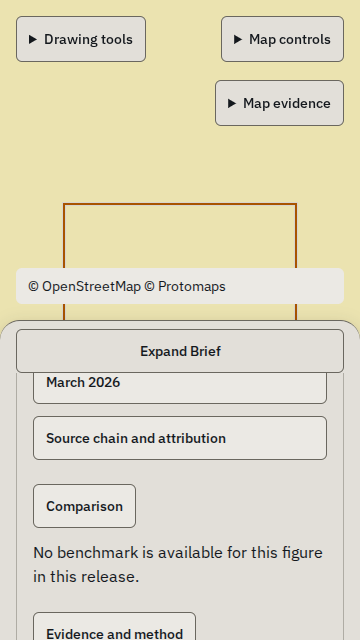 Drawing tools
Map controls
Map evidence
© OpenStreetMap © Protomaps
Expand Brief
March 2026
Source chain and attribution
Comparison
No benchmark is available for this figure
in this release.
Evidence and method